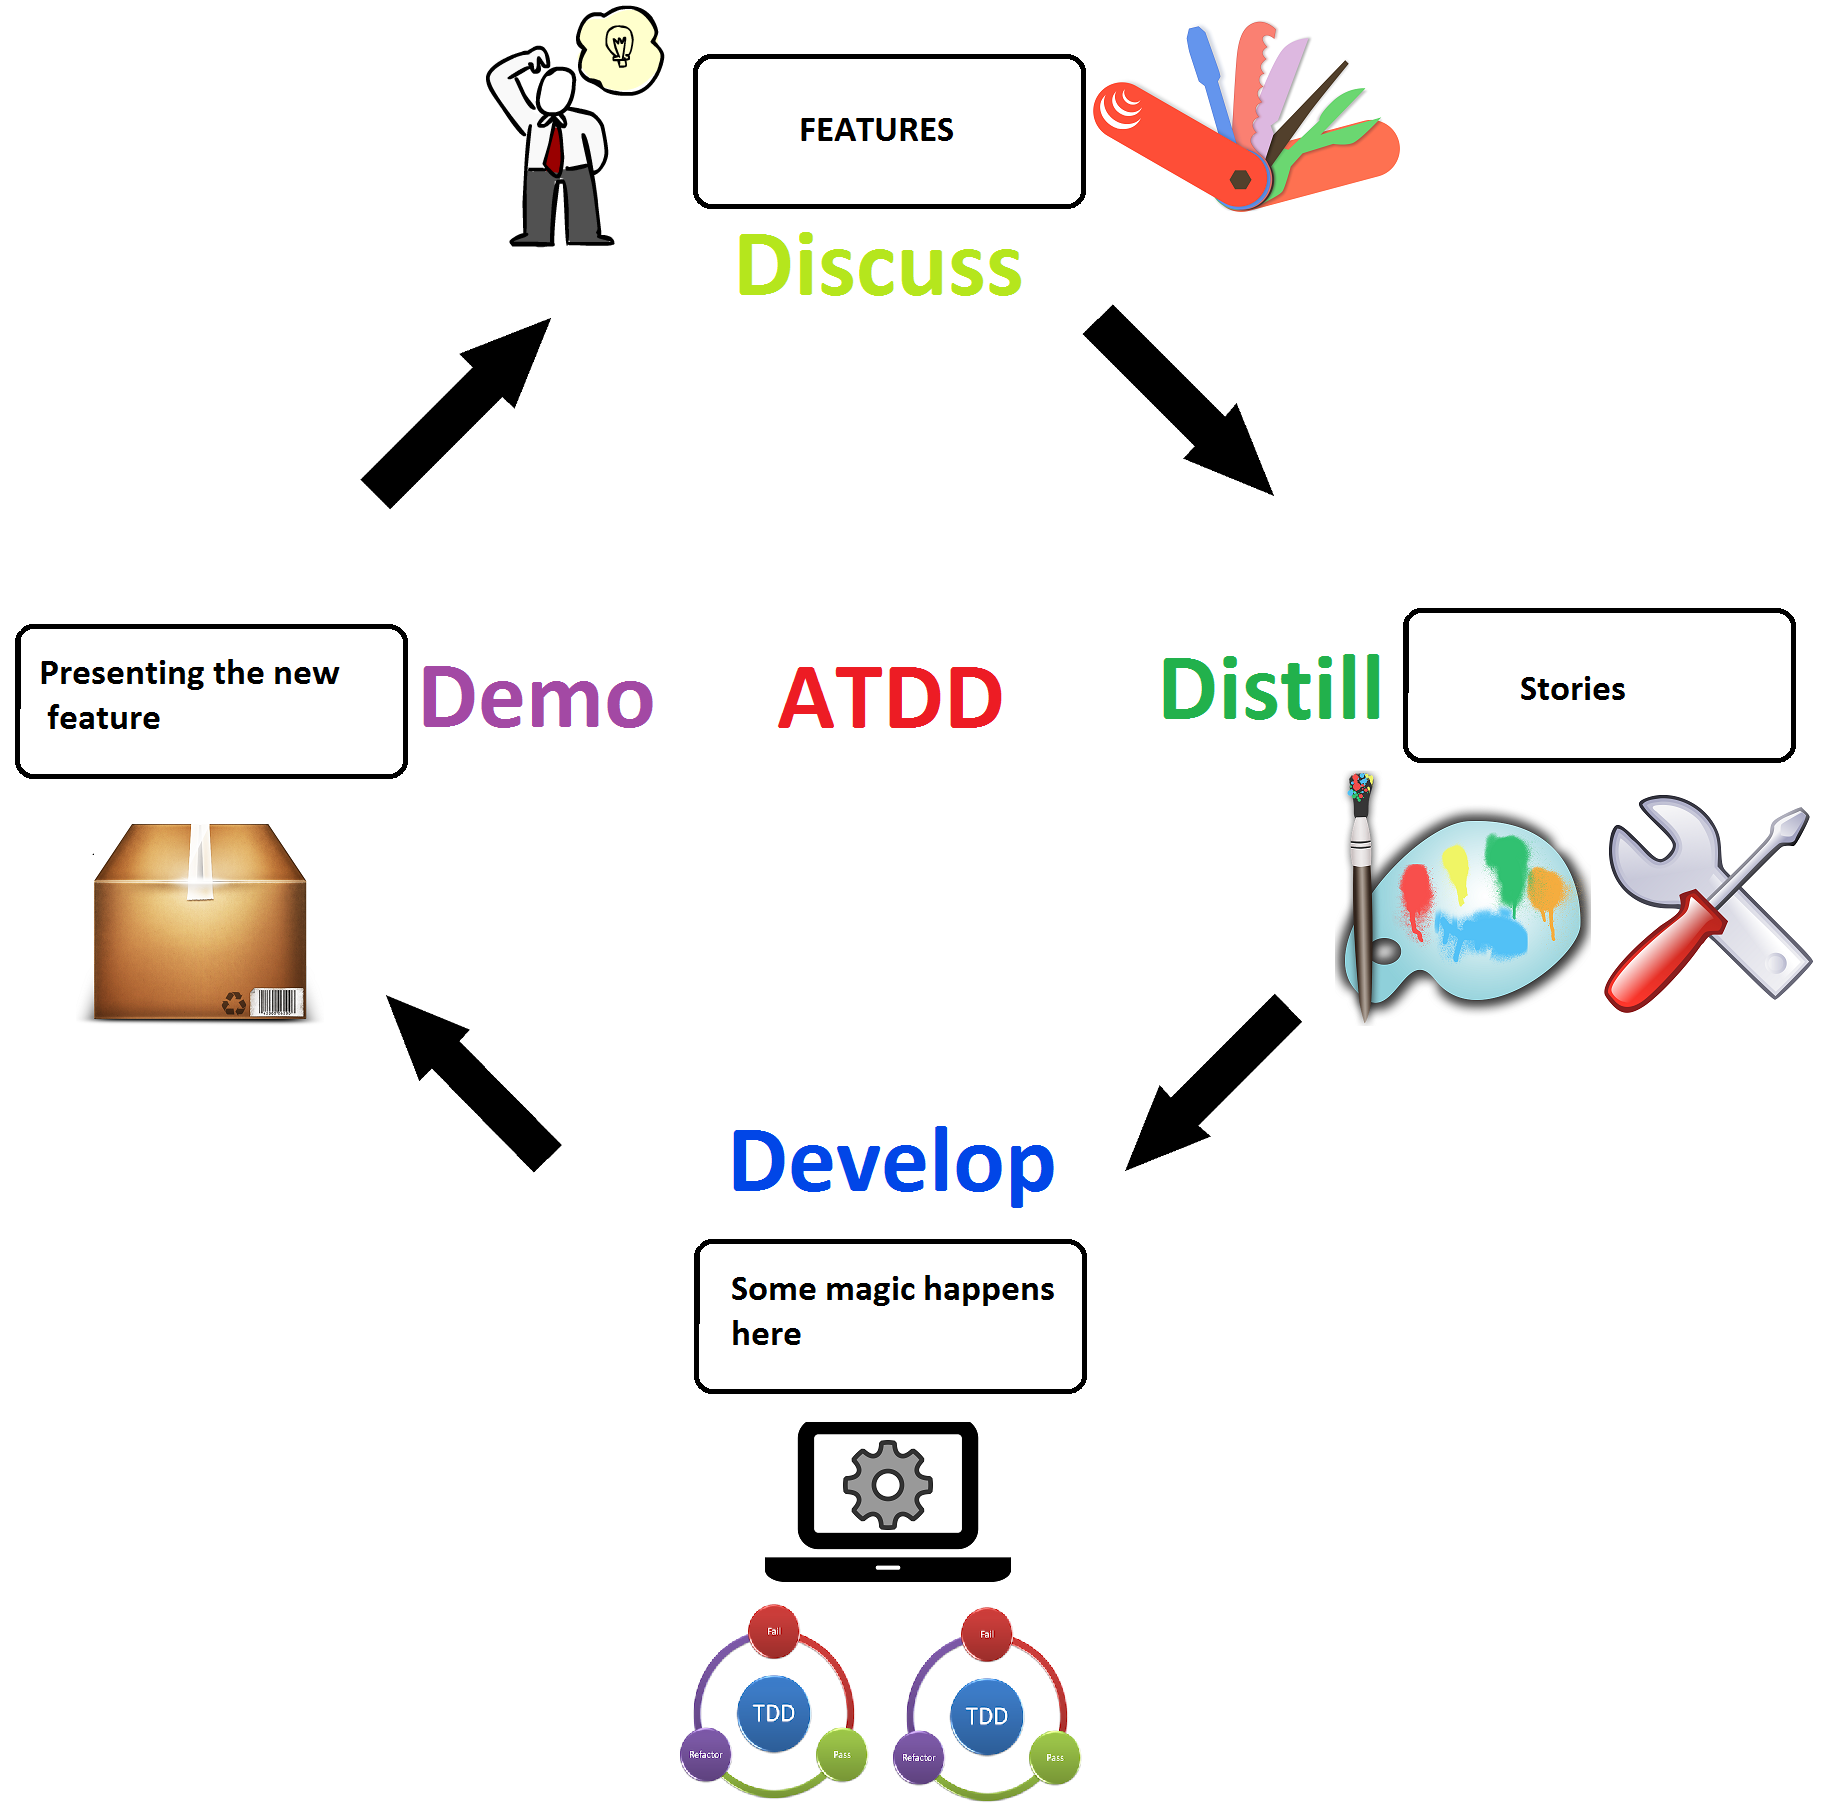 FEATURES
Discuss
Presenting the new
feature
Demo
ATDD
Distill
Stories
Develop
Some magic happens
here
Fail
TDD
Refactor
Pass
Fail
TDD
Refactor
Pass